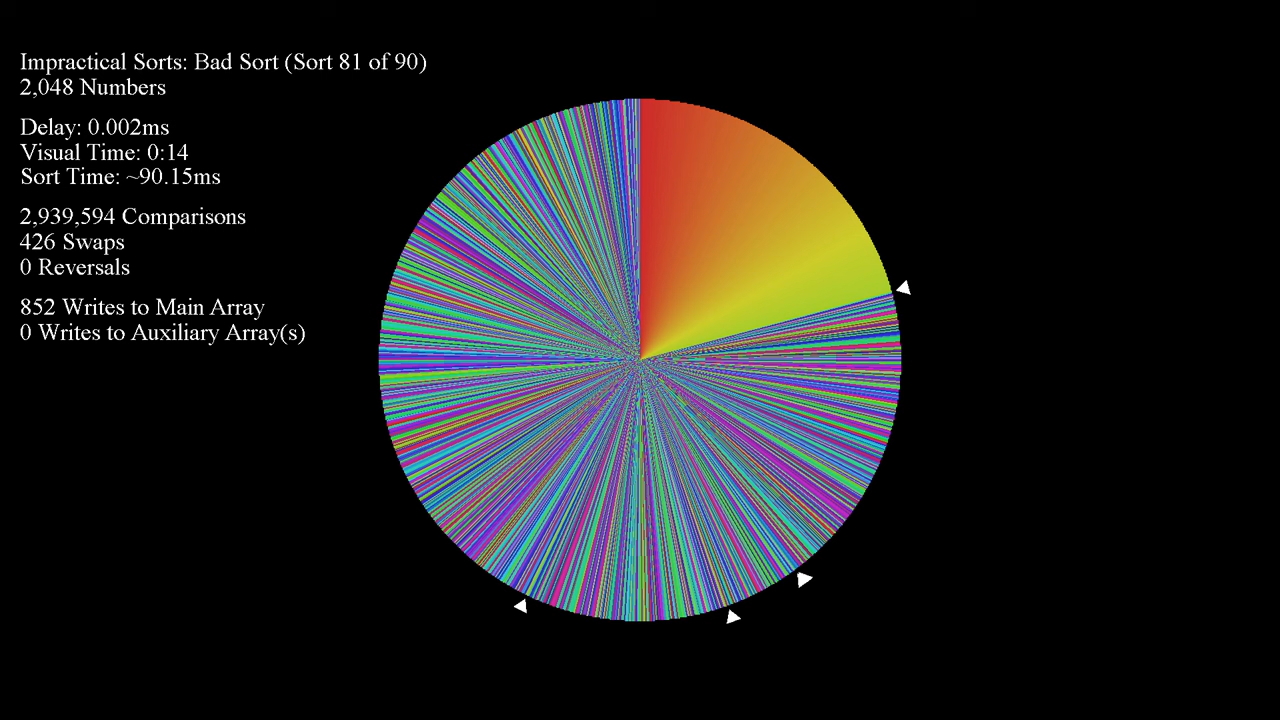 Impractical Sorts: Bad Sort (Sort 81 of 90)
2,048 Numbers
Delay: 0.002ms
Visual Time: 0:14
Sort Time: ~90.15ms
2,939,594 Comparisons
426 Swaps
0 Reversals
852 Writes to Main Array
0 Writes to Auxiliary Array(s)